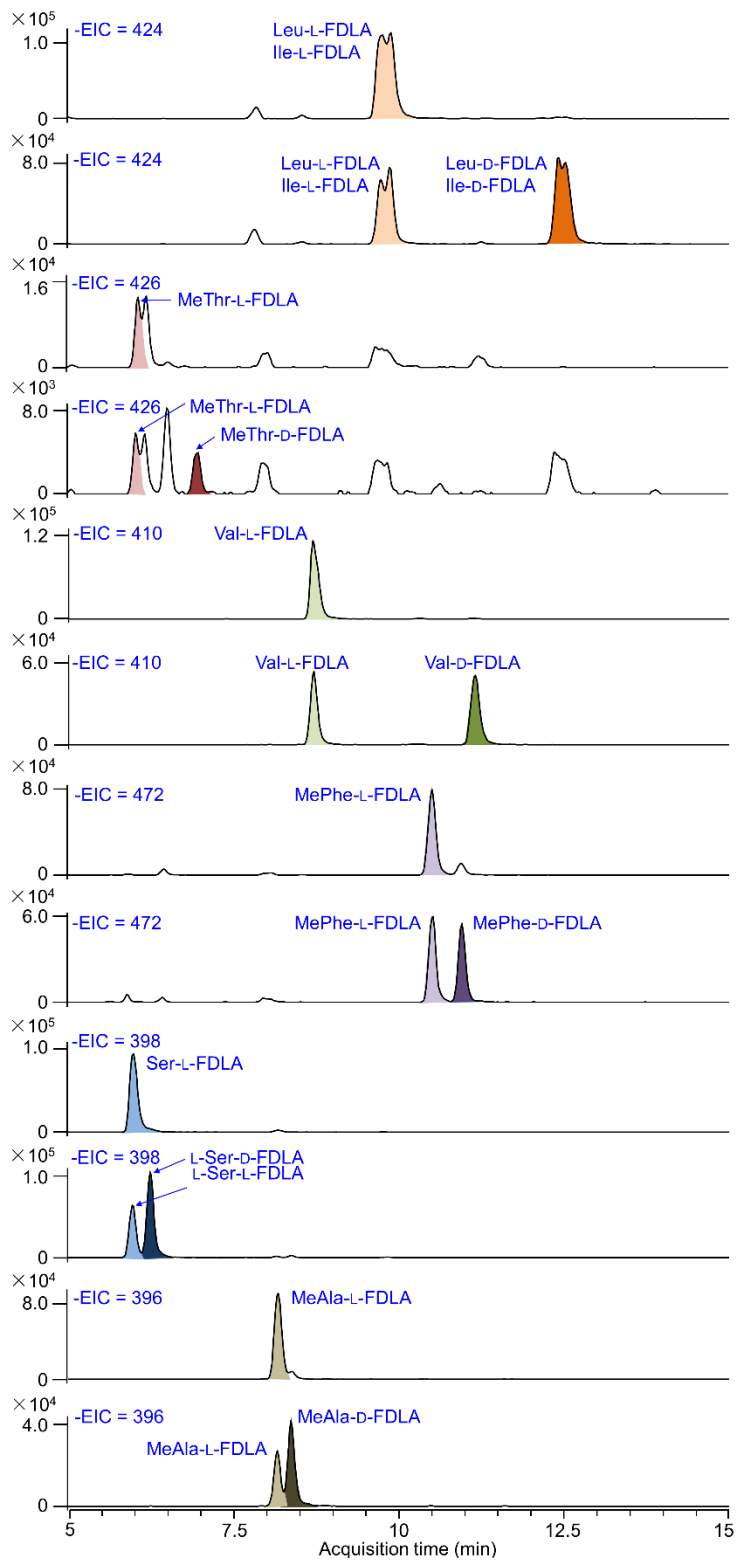 ×10⁵
-EIC = 424
Leu-L-FDLA
Ile-L-FDLA
1.0
0
×10⁴
-EIC = 424
Leu-L-FDLA
Ile-L-FDLA
Leu-D-FDLA
Ile-D-FDLA
8.0
0
×10⁴
-EIC = 426
1.6
MeThr-L-FDLA
0
×10³
-EIC = 426
MeThr-L-FDLA
8.0
MeThr-D-FDLA
0
×10⁵
-EIC = 410
Val-L-FDLA
1.2
0
×10⁴
-EIC = 410
Val-L-FDLA
Val-D-FDLA
6.0
0
×10⁴
-EIC = 472
MePhe-L-FDLA
8.0
0
×10⁴
-EIC = 472
MePhe-L-FDLA
MePhe-D-FDLA
6.0
0
×10⁵
-EIC = 398
Ser-L-FDLA
1.0
0
×10⁵
-EIC = 398
L-Ser-D-FDLA
L-Ser-L-FDLA
1.0
0
×10⁴
-EIC = 396
MeAla-L-FDLA
8.0
0
×10⁴
-EIC = 396
MeAla-D-FDLA
4.0
MeAla-L-FDLA
0
5 7.5 10 12.5 15
Acquisition time (min)